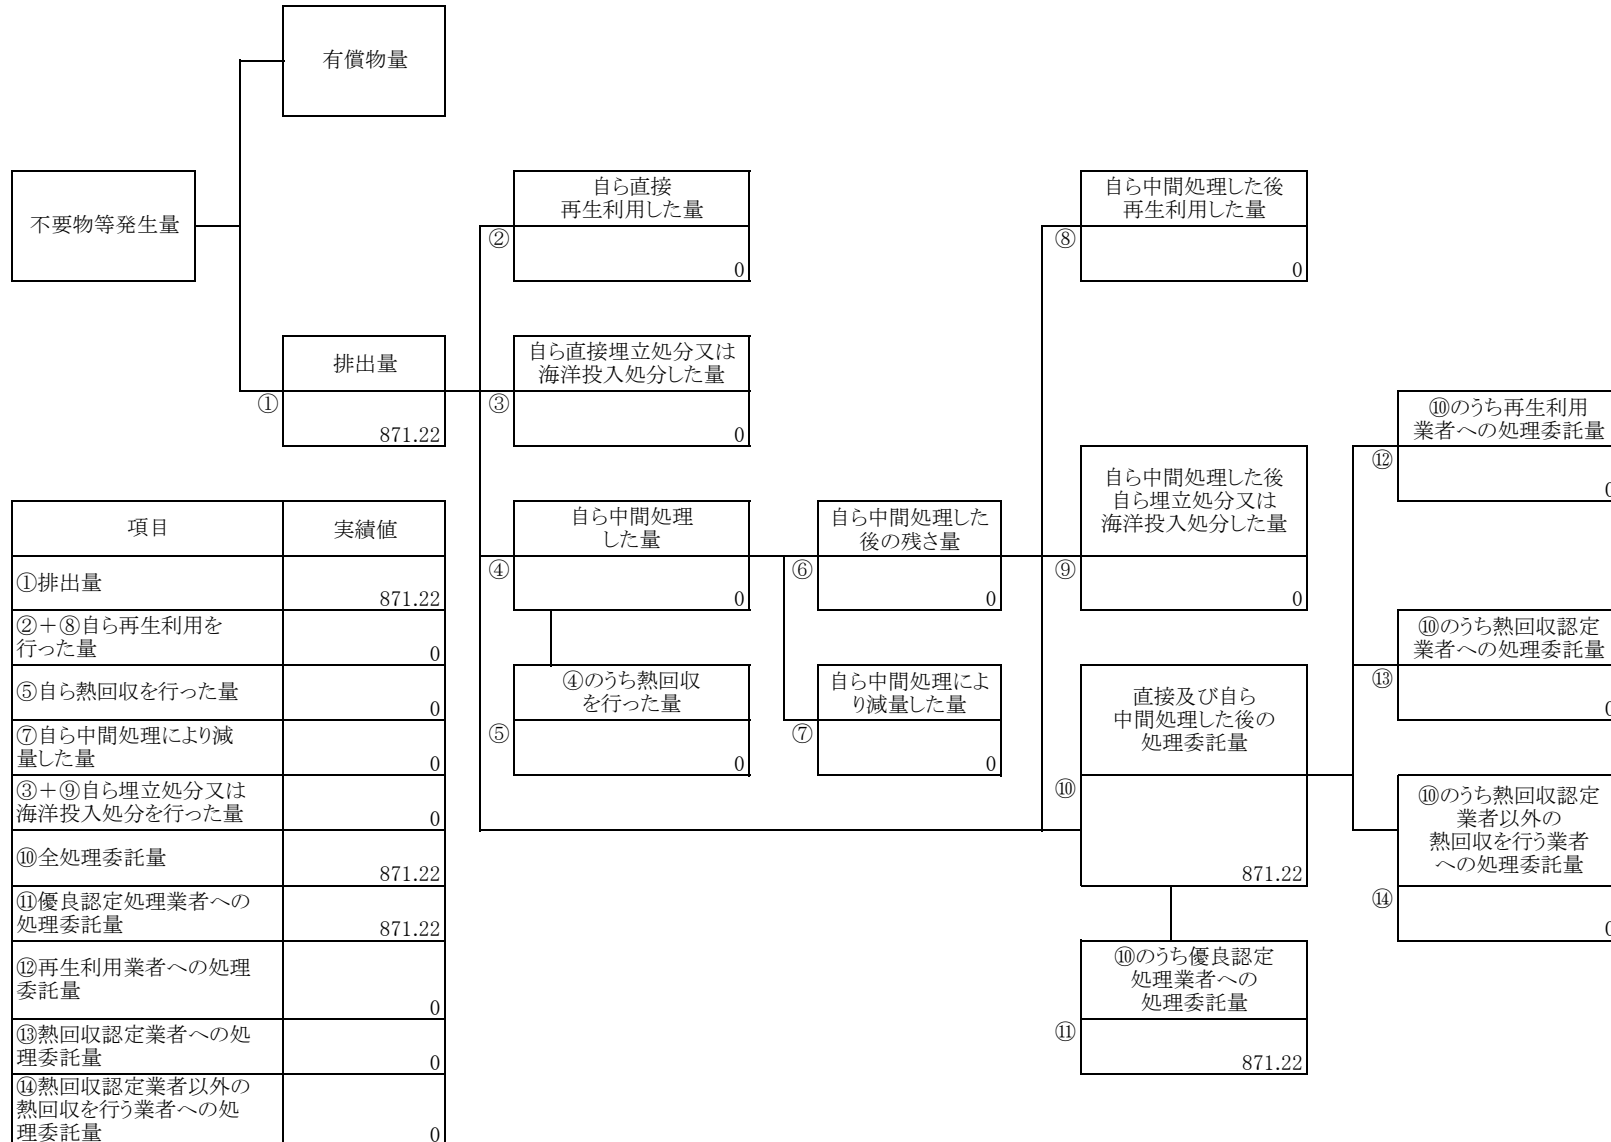 有償物量
不要物等発生量
自ら直接
再生利用した量
②
0
自ら中間処理した後
再生利用した量
⑧
0
排出量
①
871.22
自ら直接埋立処分又は
海洋投入処分した量
③
0
⑩のうち再生利用
業者への処理委託量
⑫
0
自ら中間処理
した量
④
0
自ら中間処理した
後の残さ量
⑥
0
自ら中間処理した後
自ら埋立処分又は
海洋投入処分した量
⑨
0
⑩のうち熱回収認定
業者への処理委託量
⑬
0
④のうち熱回収
を行った量
⑤
0
自ら中間処理によ
り減量した量
⑦
0
直接及び自ら
中間処理した後の
処理委託量
⑩
871.22
⑩のうち熱回収認定
業者以外の
熱回収を行う業者
への処理委託量
⑭
0
⑩のうち優良認定
処理業者への
処理委託量
⑪
871.22
項目
実績値
①排出量
871.22
②+⑧自ら再生利用を
行った量
0
⑤自ら熱回収を行った量
0
⑦自ら中間処理により減
量した量
0
③+⑨自ら埋立処分又は
海洋投入処分を行った量
0
⑩全処理委託量
871.22
⑪優良認定処理業者への
処理委託量
871.22
⑫再生利用業者への処理
委託量
0
⑬熱回収認定業者への処
理委託量
0
⑭熱回収認定業者以外の
熱回収を行う業者への処
理委託量
0